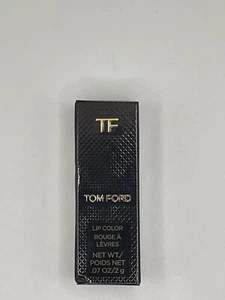 TF
TOM FORD
LIP COLOR
ROUGE À
LÈVRES
NET WT./
POIDS NET
.07 OZ/2 g